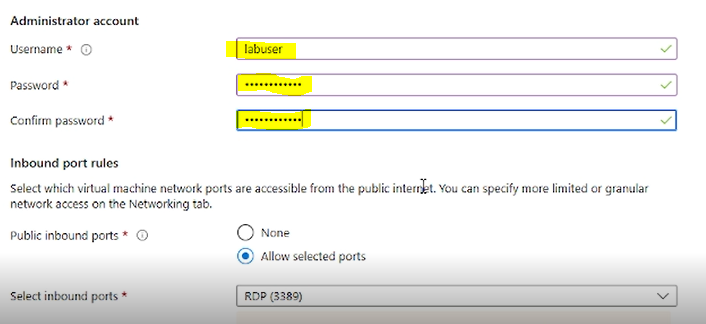 Administrator account
Username * labuser
Password * ••••••••••••
Confirm password * ••••••••••••
Inbound port rules
Select which virtual machine network ports are accessible from the public internet. You can specify more limited or granular
network access on the Networking tab.
Public inbound ports * None
Allow selected ports
Select inbound ports * RDP (3389)